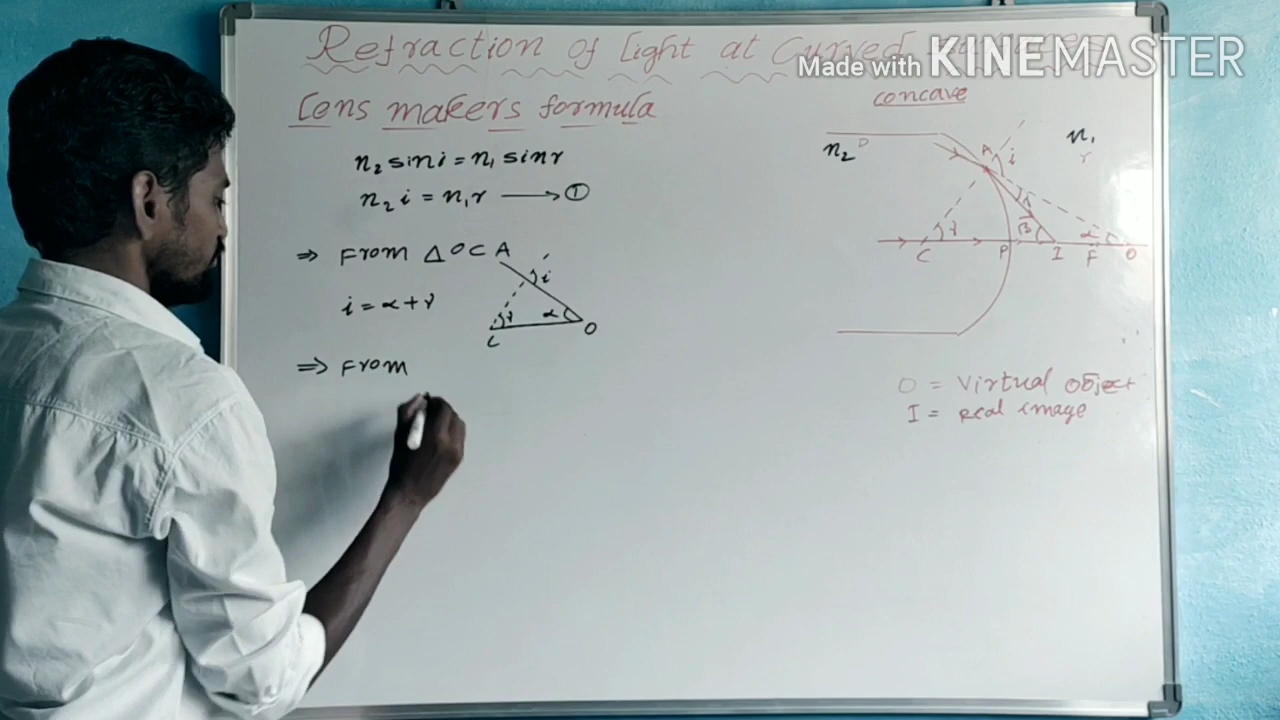 Refraction of Light at Curved
Made with KINEMASTER
Lens makers formula
concave
n₂ sin i = n₁ sin r
n₂ i = n₁ r ⟶ ①
⇒ From △OCA
i = α + γ
i
γ
α
C
O
⇒ From
n₂
n₁
A
i
r
γ
β
α
C
P
I
F
O
O = Virtual object
I = real image